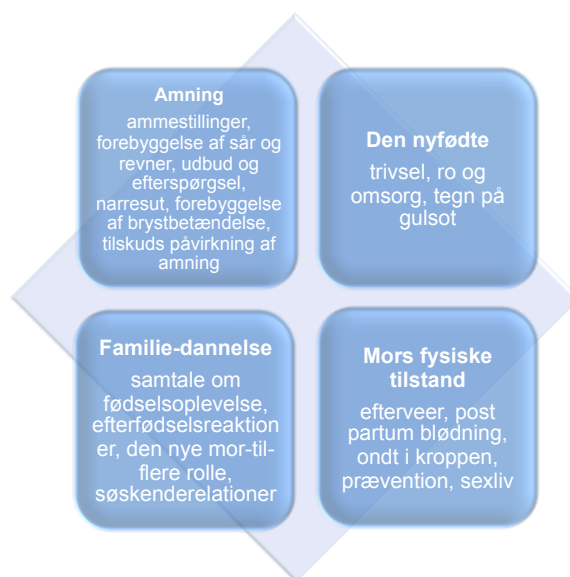 Amning
ammestillinger,
forebyggelse af sår og
revner, udbud og
efterspørgsel,
narresut, forebyggelse
af brystbetændelse,
tilskuds påvirkning af
amning
Den nyfødte
trivsel, ro og
omsorg, tegn på
gulsot
Familie-dannelse
samtale om
fødselsoplevelse,
efterfødselsreaktion
er, den nye mor-til-
flere rolle,
søskenderelationer
Mors fysiske
tilstand
efterveer, post
partum blødning,
ondt i kroppen,
prævention, sexliv